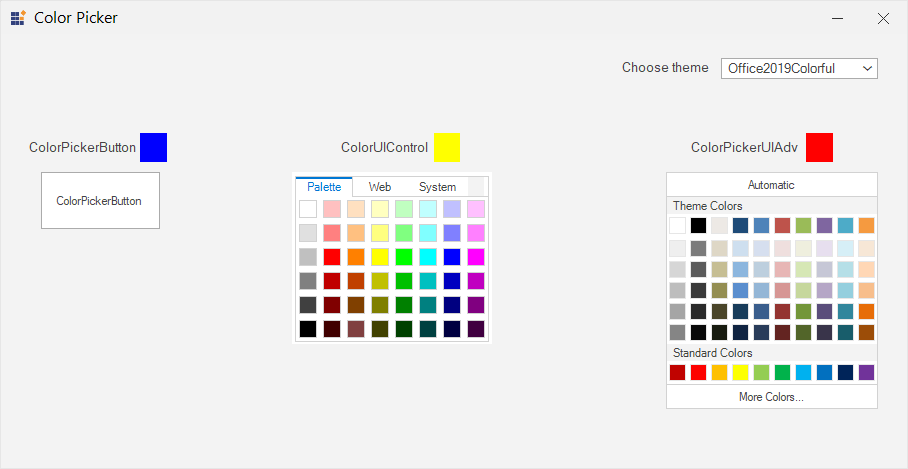 Color Picker
Choose theme Office2019Colorful
ColorPickerButton
ColorUIControl
ColorPickerUIAdv
ColorPickerButton
Palette Web System
Automatic
Theme Colors
Standard Colors
More Colors...